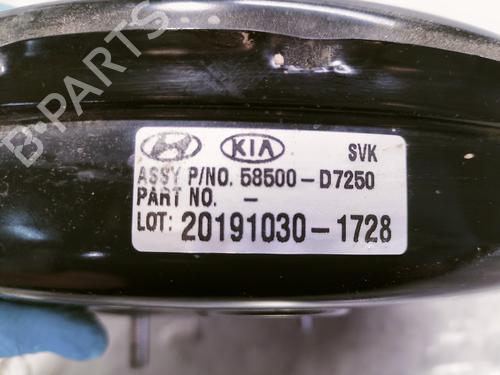 B-PARTS
KIA SVK
ASSY P/NO. 58500-D7250
PART NO. -
LOT: 20191030-1728